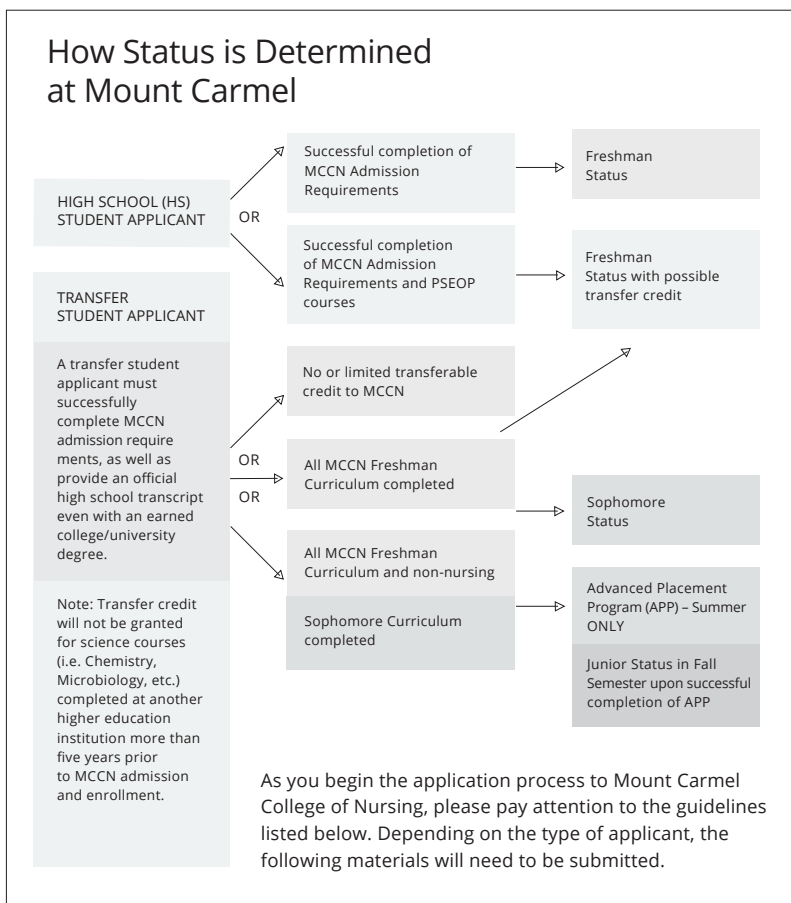 How Status is Determined
at Mount Carmel
HIGH SCHOOL (HS)
STUDENT APPLICANT
OR
Successful completion of
MCCN Admission
Requirements
Freshman
Status
Successful completion
of MCCN Admission
Requirements and PSEOP
courses
Freshman
Status with possible
transfer credit
TRANSFER
STUDENT APPLICANT
A transfer student
applicant must
successfully
complete MCCN
admission require
ments, as well as
provide an official
high school transcript
even with an earned
college/university
degree.
Note: Transfer credit
will not be granted
for science courses
(i.e. Chemistry,
Microbiology, etc.)
completed at another
higher education
institution more than
five years prior
to MCCN admission
and enrollment.
OR
OR
No or limited transferable
credit to MCCN
All MCCN Freshman
Curriculum completed
Sophomore
Status
All MCCN Freshman
Curriculum and non-nursing
Sophomore Curriculum
completed
Advanced Placement
Program (APP) – Summer
ONLY
Junior Status in Fall
Semester upon successful
completion of APP
As you begin the application process to Mount Carmel
College of Nursing, please pay attention to the guidelines
listed below. Depending on the type of applicant, the
following materials will need to be submitted.